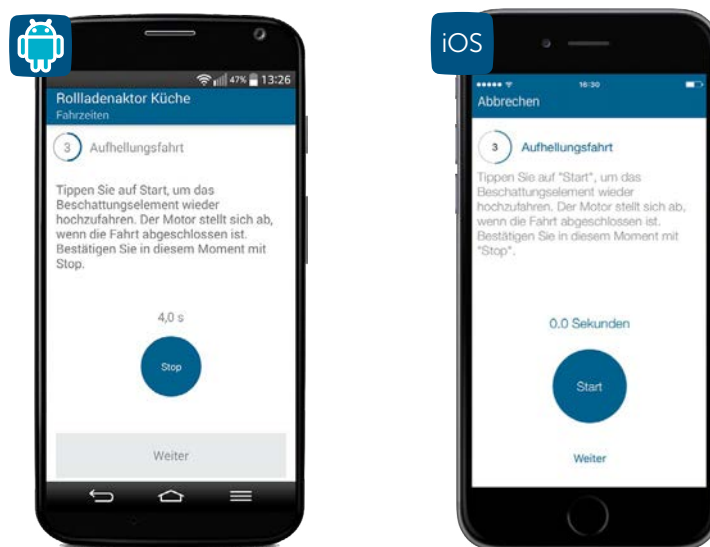 47% 13:26
Rollladenaktor Küche
Fahrzeiten
3 Aufhellungsfahrt
Tippen Sie auf Start, um das
Beschattungselement wieder
hochzufahren. Der Motor stellt sich ab,
wenn die Fahrt abgeschlossen ist.
Bestätigen Sie in diesem Moment mit
Stop.
4,0 s
Stop
Weiter
iOS
16:30
Abbrechen
3 Aufhellungsfahrt
Tippen Sie auf "Start", um das
Beschattungselement wieder
hochzufahren. Der Motor stellt sich ab,
wenn die Fahrt abgeschlossen ist.
Bestätigen Sie in diesem Moment mit
"Stop".
0.0 Sekunden
Start
Weiter